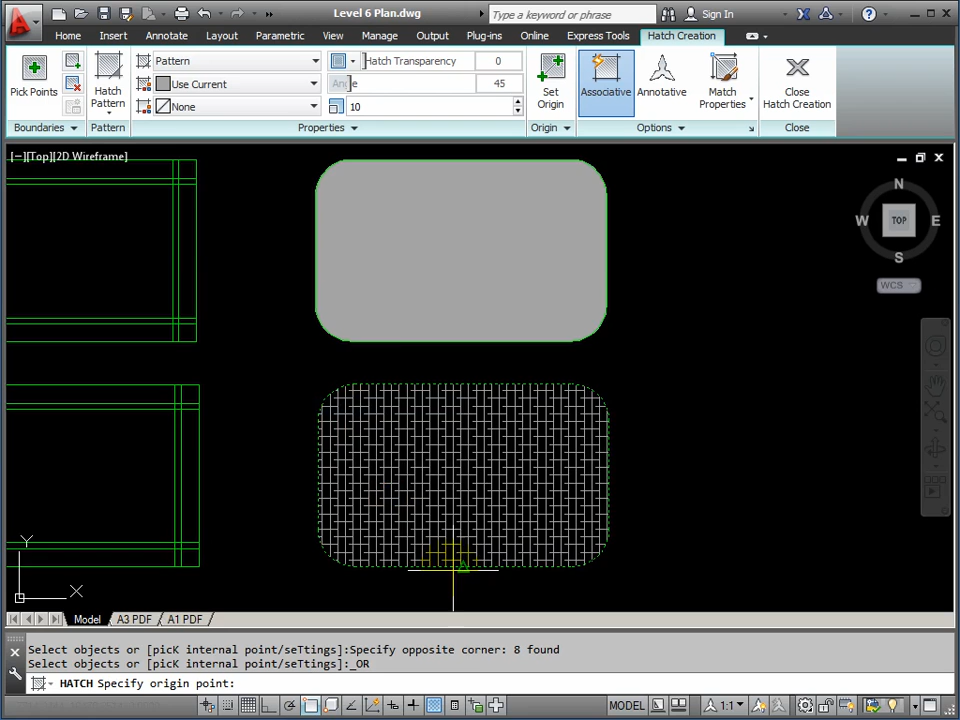 Level 6 Plan.dwg
Type a keyword or phrase
Sign In
Home Insert Annotate Layout Parametric View Manage Output Plug-ins Online Express Tools Hatch Creation
Pattern
Hatch Transparency 0
Pick Points
Hatch Pattern
Use Current
Angle 45
None
10
Set Origin
Associative
Annotative
Match Properties
Close Hatch Creation
Boundaries Pattern Properties Origin Options Close
[−][Top][2D Wireframe]
N
W TOP E
S
WCS
Y
X
Model A3 PDF A1 PDF
Select objects or [picK internal point/seTtings]:Specify opposite corner: 8 found
Select objects or [picK internal point/seTtings]:_OR
HATCH Specify origin point:
MODEL 1:1